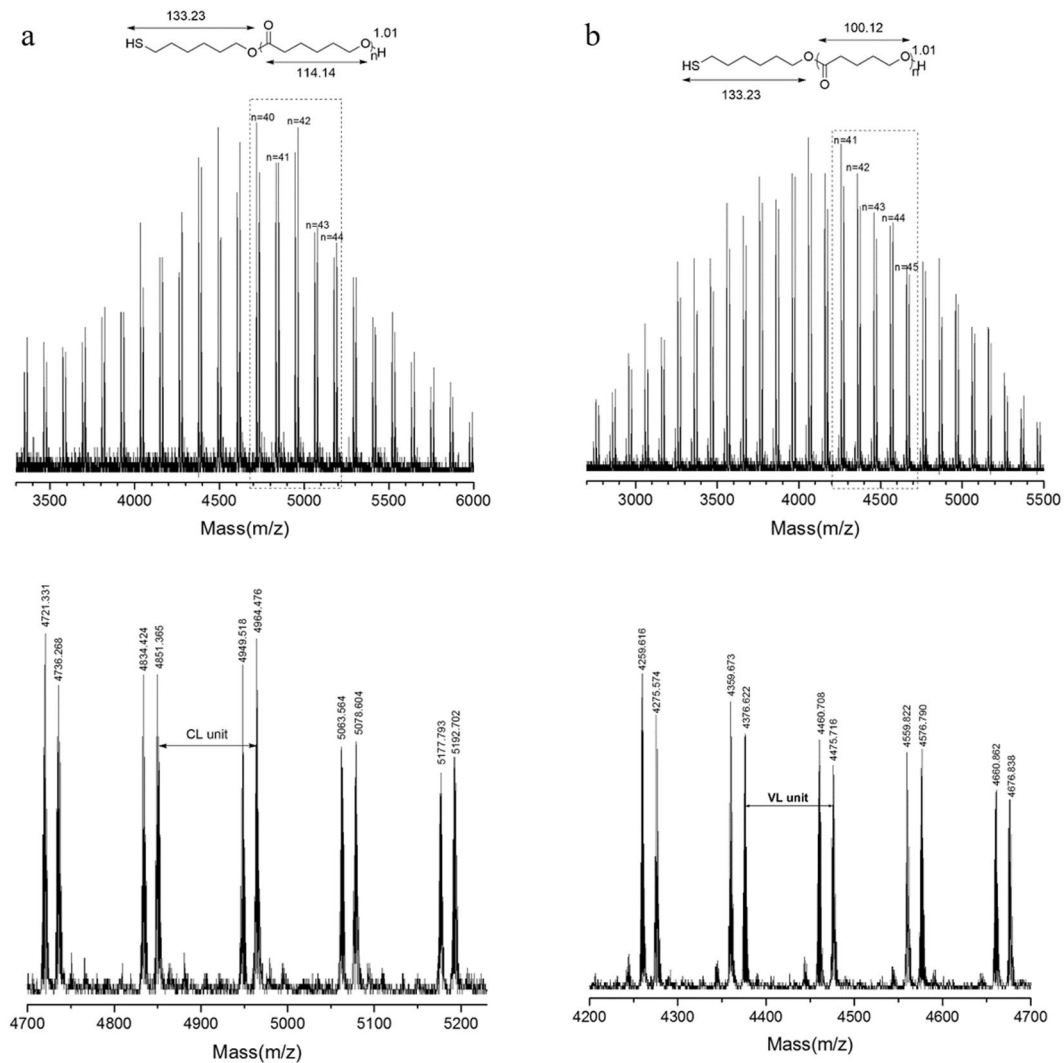 a
133.23
HS
O
O
O
H
1.01
n
114.14
n=40
n=42
n=41
n=43
n=44
3500
4000
4500
5000
5500
6000
Mass(m/z)
b
100.12
HS
O
O
O
H
1.01
n
133.23
n=41
n=42
n=43
n=44
n=45
3000
3500
4000
4500
5000
5500
Mass(m/z)
4721.331
4736.268
4834.424
4851.365
4949.518
4964.476
5063.564
5078.604
5177.793
5192.702
CL unit
4700
4800
4900
5000
5100
5200
Mass(m/z)
4259.616
4275.574
4359.673
4376.622
4460.708
4475.716
4559.822
4576.790
4660.862
4676.838
VL unit
4200
4300
4400
4500
4600
4700
Mass(m/z)